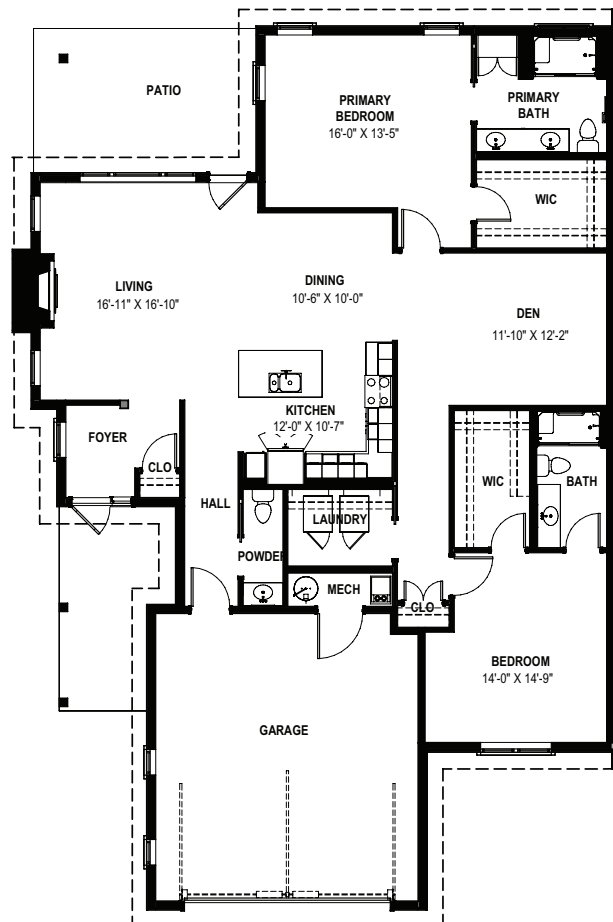 PATIO
PRIMARY
BEDROOM
16'-0" X 13'-5"
PRIMARY
BATH
WIC
LIVING
16'-11" X 16'-10"
DINING
10'-6" X 10'-0"
DEN
11'-10" X 12'-2"
KITCHEN
12'-0" X 10'-7"
FOYER
CLO
HALL
LAUNDRY
WIC
BATH
POWDER
MECH
CLO
BEDROOM
14'-0" X 14'-9"
GARAGE